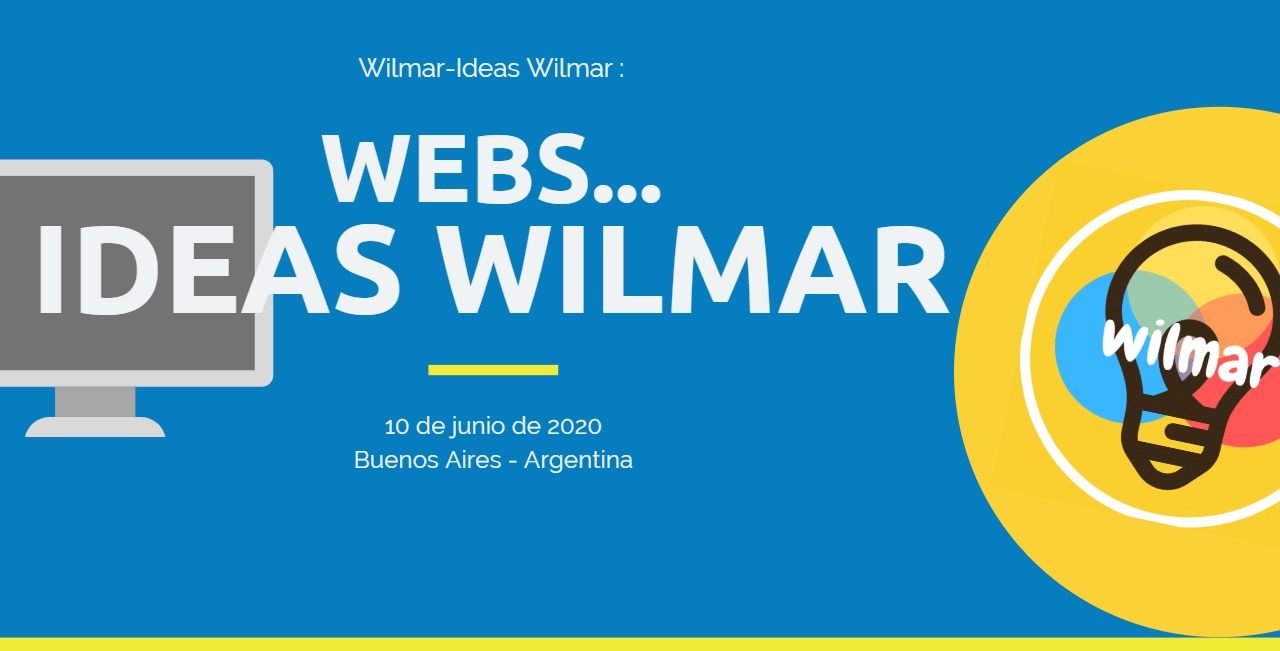 Wilmar-Ideas Wilmar :
WEBS...
IDEAS WILMAR
10 de junio de 2020
Buenos Aires - Argentina
wilmar